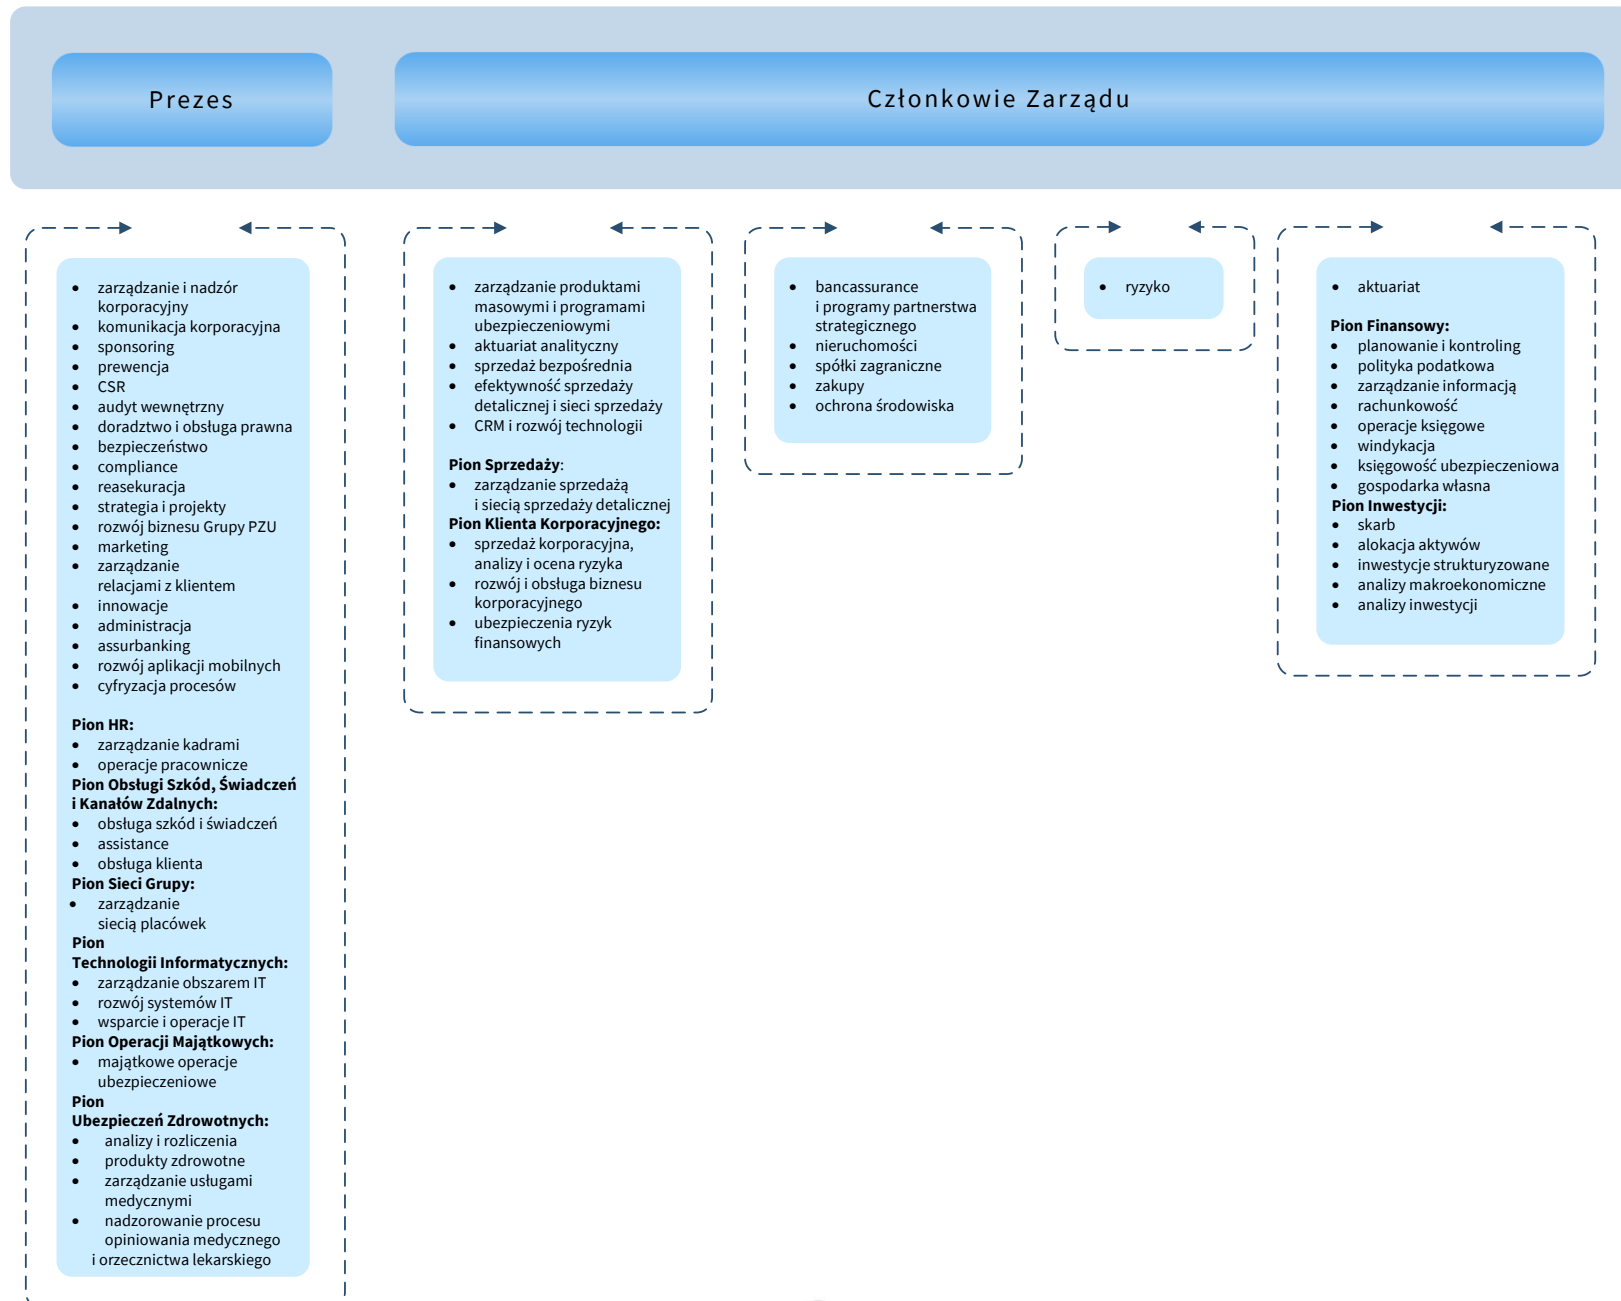 Prezes
Członkowie Zarządu
• zarządzanie i nadzór
korporacyjny
• komunikacja korporacyjna
• sponsoring
• prewencja
• CSR
• audyt wewnętrzny
• doradztwo i obsługa prawna
• bezpieczeństwo
• compliance
• reasekuracja
• strategia i projekty
• rozwój biznesu Grupy PZU
• marketing
• zarządzanie
relacjami z klientem
• innowacje
• administracja
• assurbanking
• rozwój aplikacji mobilnych
• cyfryzacja procesów
Pion HR:
• zarządzanie kadrami
• operacje pracownicze
Pion Obsługi Szkód, Świadczeń
i Kanałów Zdalnych:
• obsługa szkód i świadczeń
• assistance
• obsługa klienta
Pion Sieci Grupy:
• zarządzanie
siecią placówek
Pion
Technologii Informatycznych:
• zarządzanie obszarem IT
• rozwój systemów IT
• wsparcie i operacje IT
Pion Operacji Majątkowych:
• majątkowe operacje
ubezpieczeniowe
Pion
Ubezpieczeń Zdrowotnych:
• analizy i rozliczenia
• produkty zdrowotne
• zarządzanie usługami
medycznymi
• nadzorowanie procesu
opiniowania medycznego
i orzecznictwa lekarskiego
• zarządzanie produktami
masowymi i programami
ubezpieczeniowymi
• aktuariat analityczny
• sprzedaż bezpośrednia
• efektywność sprzedaży
detalicznej i sieci sprzedaży
• CRM i rozwój technologii
Pion Sprzedaży:
• zarządzanie sprzedażą
i siecią sprzedaży detalicznej
Pion Klienta Korporacyjnego:
• sprzedaż korporacyjna,
analizy i ocena ryzyka
• rozwój i obsługa biznesu
korporacyjnego
• ubezpieczenia ryzyk
finansowych
• bancassurance
i programy partnerstwa
strategicznego
• nieruchomości
• spółki zagraniczne
• zakupy
• ochrona środowiska
• ryzyko
• aktuariat
Pion Finansowy:
• planowanie i kontroling
• polityka podatkowa
• zarządzanie informacją
• rachunkowość
• operacje księgowe
• windykacja
• księgowość ubezpieczeniowa
• gospodarka własna
Pion Inwestycji:
• skarb
• alokacja aktywów
• inwestycje strukturyzowane
• analizy makroekonomiczne
• analizy inwestycji